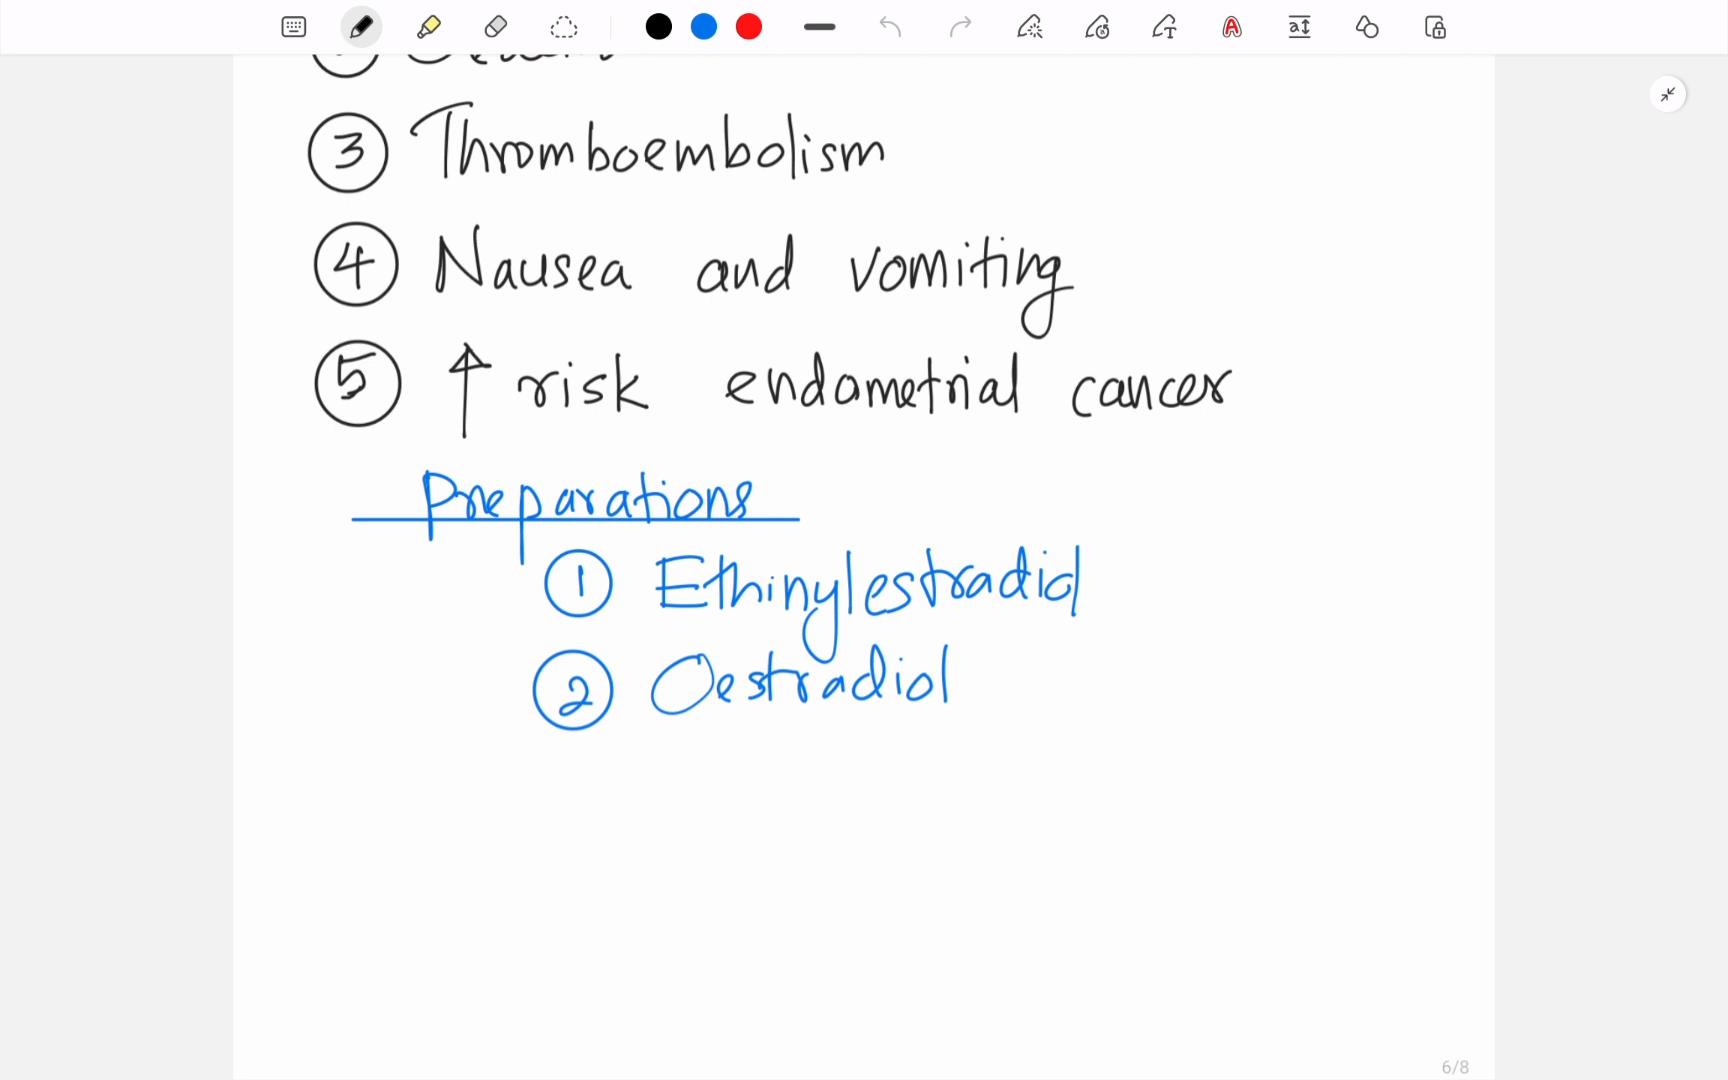 ③ Thromboembolism
④ Nausea and vomiting
⑤ ↑ risk endometrial cancer
Preparations
① Ethinylestradiol
② Oestradiol
6/8